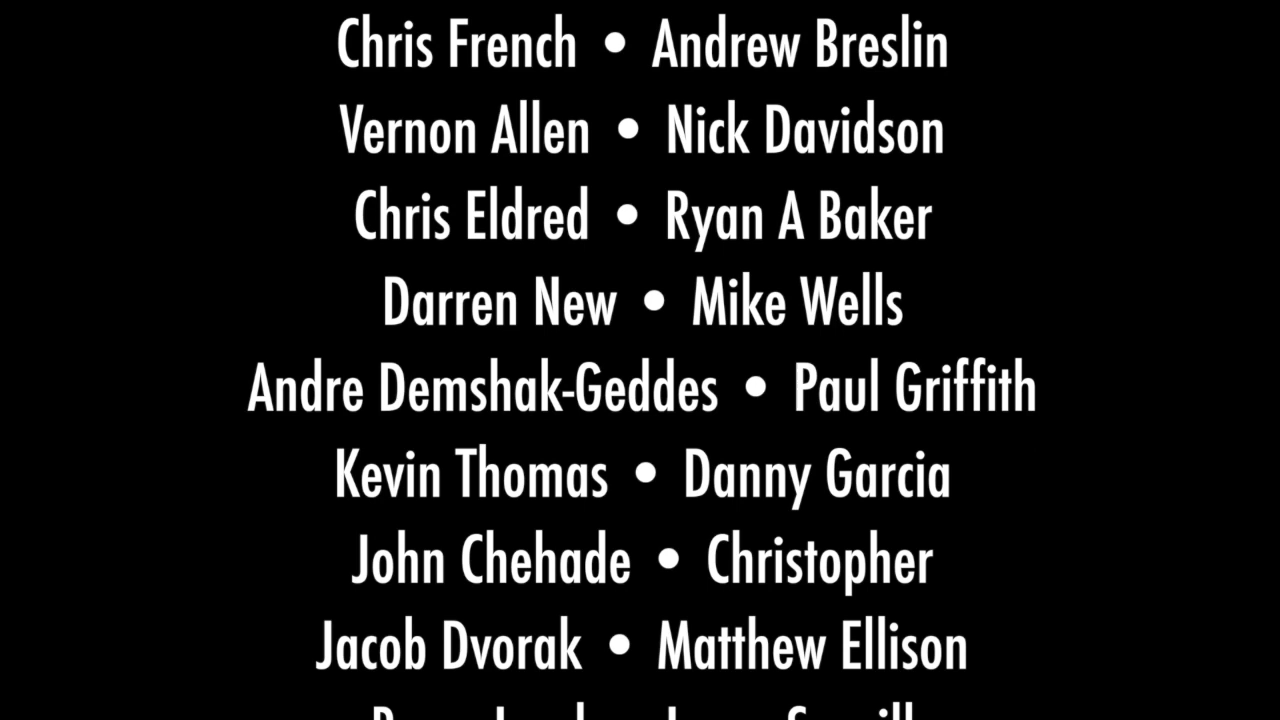 Chris French • Andrew Breslin
Vernon Allen • Nick Davidson
Chris Eldred • Ryan A Baker
Darren New • Mike Wells
Andre Demshak-Geddes • Paul Griffith
Kevin Thomas • Danny Garcia
John Chehade • Christopher
Jacob Dvorak • Matthew Ellison